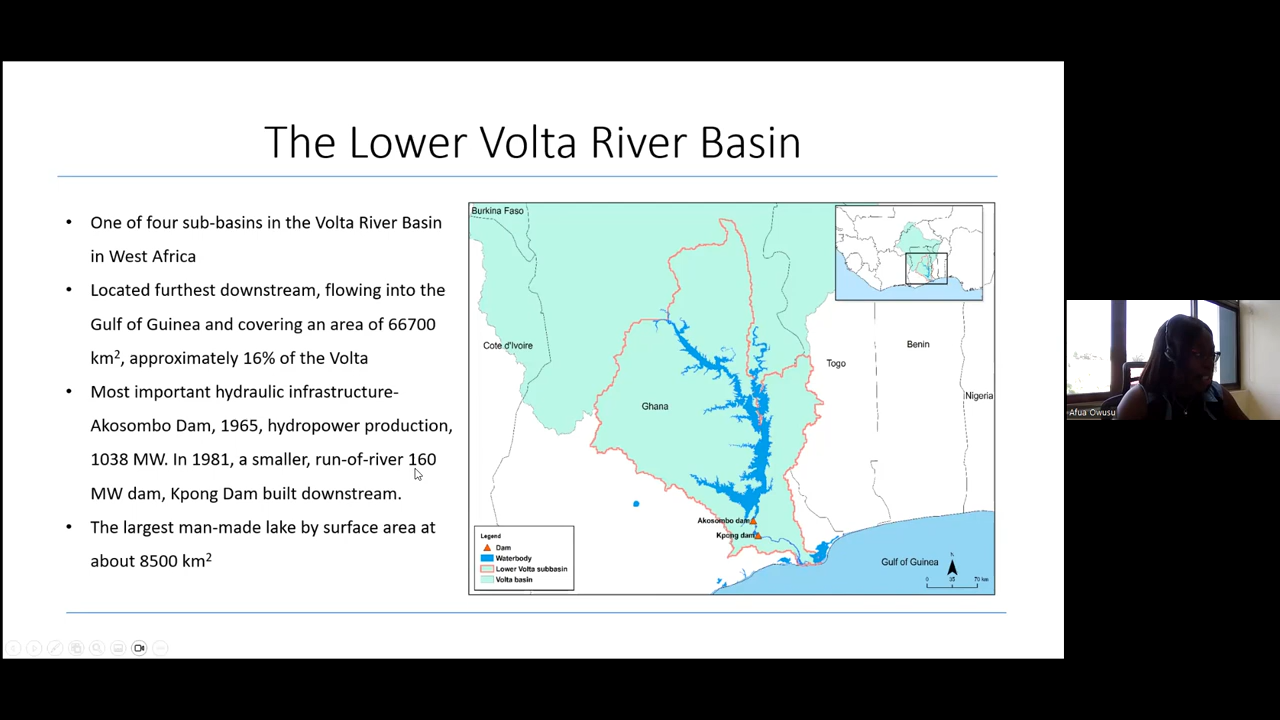 The Lower Volta River Basin
• One of four sub-basins in the Volta River Basin
in West Africa
• Located furthest downstream, flowing into the
Gulf of Guinea and covering an area of 66700
km², approximately 16% of the Volta
• Most important hydraulic infrastructure-
Akosombo Dam, 1965, hydropower production,
1038 MW. In 1981, a smaller, run-of-river 160
MW dam, Kpong Dam built downstream.
• The largest man-made lake by surface area at
about 8500 km²
Burkina Faso
Cote d'Ivoire
Ghana
Togo
Benin
Nigeria
Akosombo dam
Kpong dam
Gulf of Guinea
N
0 35 70 km
Legend
Dam
Waterbody
Lower Volta subbasin
Volta basin
Afua Owusu